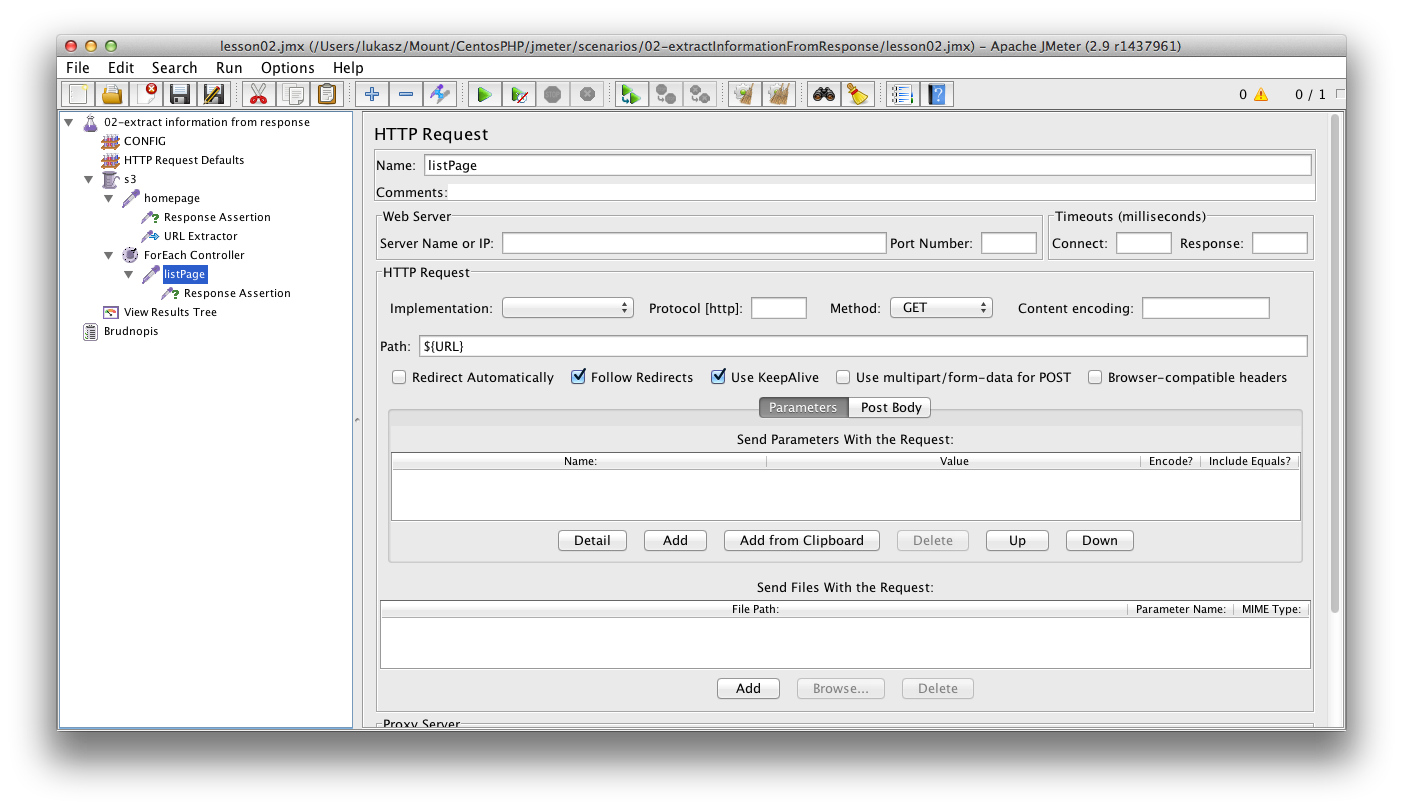 lesson02.jmx (/Users/lukasz/Mount/CentosPHP/jmeter/scenarios/02-extractInformationFromResponse/lesson02.jmx) – Apache JMeter (2.9 r1437961)
File Edit Search Run Options Help
0 0 / 1
02-extract information from response
CONFIG
HTTP Request Defaults
s3
homepage
Response Assertion
URL Extractor
ForEach Controller
listPage
Response Assertion
View Results Tree
Brudnopis
HTTP Request
Name: listPage
Comments:
Web Server
Server Name or IP: Port Number:
Timeouts (milliseconds)
Connect: Response:
HTTP Request
Implementation: Protocol [http]: Method: GET Content encoding:
Path: ${URL}
Redirect Automatically Follow Redirects Use KeepAlive Use multipart/form-data for POST Browser-compatible headers
Parameters Post Body
Send Parameters With the Request:
Name: Value Encode? Include Equals?
Detail Add Add from Clipboard Delete Up Down
Send Files With the Request:
File Path: Parameter Name: MIME Type:
Add Browse... Delete
Proxy Server